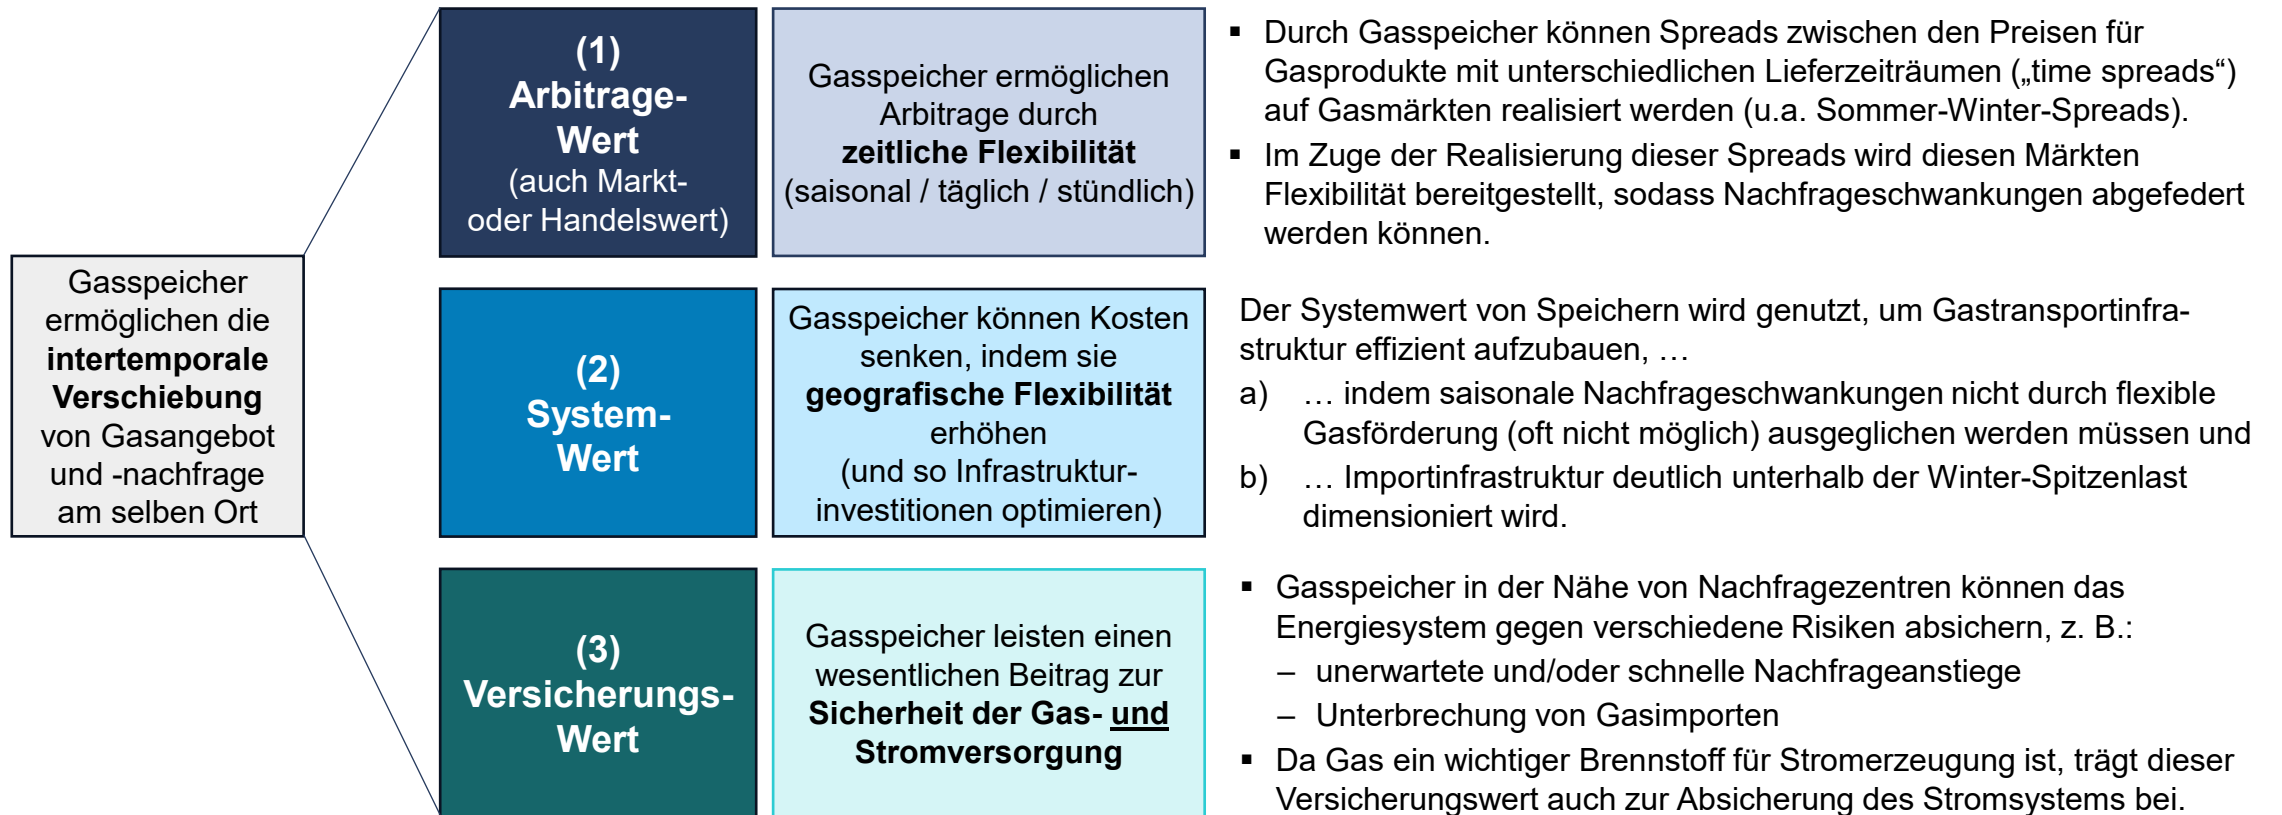 Gasspeicher
ermöglichen die
intertemporale
Verschiebung
von Gasangebot
und -nachfrage
am selben Ort
(1)
Arbitrage-
Wert
(auch Markt-
oder Handelswert)
Gasspeicher ermöglichen
Arbitrage durch
zeitliche Flexibilität
(saisonal / täglich / stündlich)
▪ Durch Gasspeicher können Spreads zwischen den Preisen für
Gasprodukte mit unterschiedlichen Lieferzeiträumen („time spreads“)
auf Gasmärkten realisiert werden (u.a. Sommer-Winter-Spreads).
▪ Im Zuge der Realisierung dieser Spreads wird diesen Märkten
Flexibilität bereitgestellt, sodass Nachfrageschwankungen abgefedert
werden können.
(2)
System-
Wert
Gasspeicher können Kosten
senken, indem sie
geografische Flexibilität
erhöhen
(und so Infrastruktur-
investitionen optimieren)
Der Systemwert von Speichern wird genutzt, um Gastransportinfra-
struktur effizient aufzubauen, …
a) … indem saisonale Nachfrageschwankungen nicht durch flexible
Gasförderung (oft nicht möglich) ausgeglichen werden müssen und
b) … Importinfrastruktur deutlich unterhalb der Winter-Spitzenlast
dimensioniert wird.
(3)
Versicherungs-
Wert
Gasspeicher leisten einen
wesentlichen Beitrag zur
Sicherheit der Gas- und
Stromversorgung
▪ Gasspeicher in der Nähe von Nachfragezentren können das
Energiesystem gegen verschiedene Risiken absichern, z. B.:
– unerwartete und/oder schnelle Nachfrageanstiege
– Unterbrechung von Gasimporten
▪ Da Gas ein wichtiger Brennstoff für Stromerzeugung ist, trägt dieser
Versicherungswert auch zur Absicherung des Stromsystems bei.